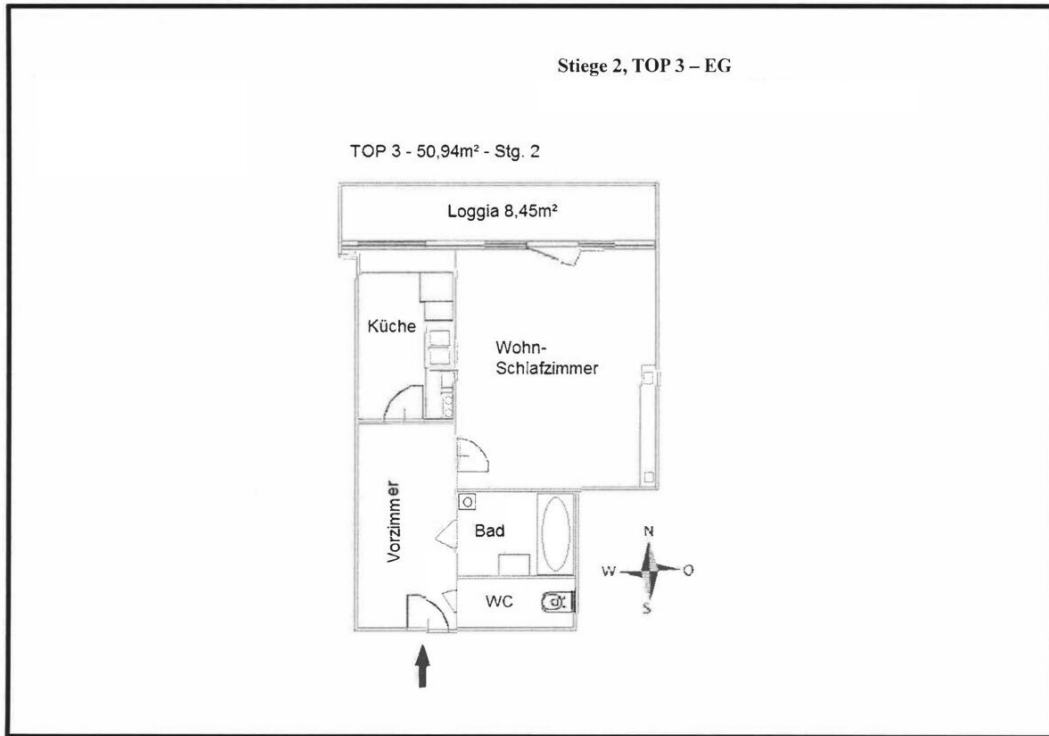 Stiege 2, TOP 3 – EG
TOP 3 - 50,94m² - Stg. 2
Loggia 8,45m²
Küche
Wohn-
Schlafzimmer
Vorzimmer
Bad
WC
N
W
O
S